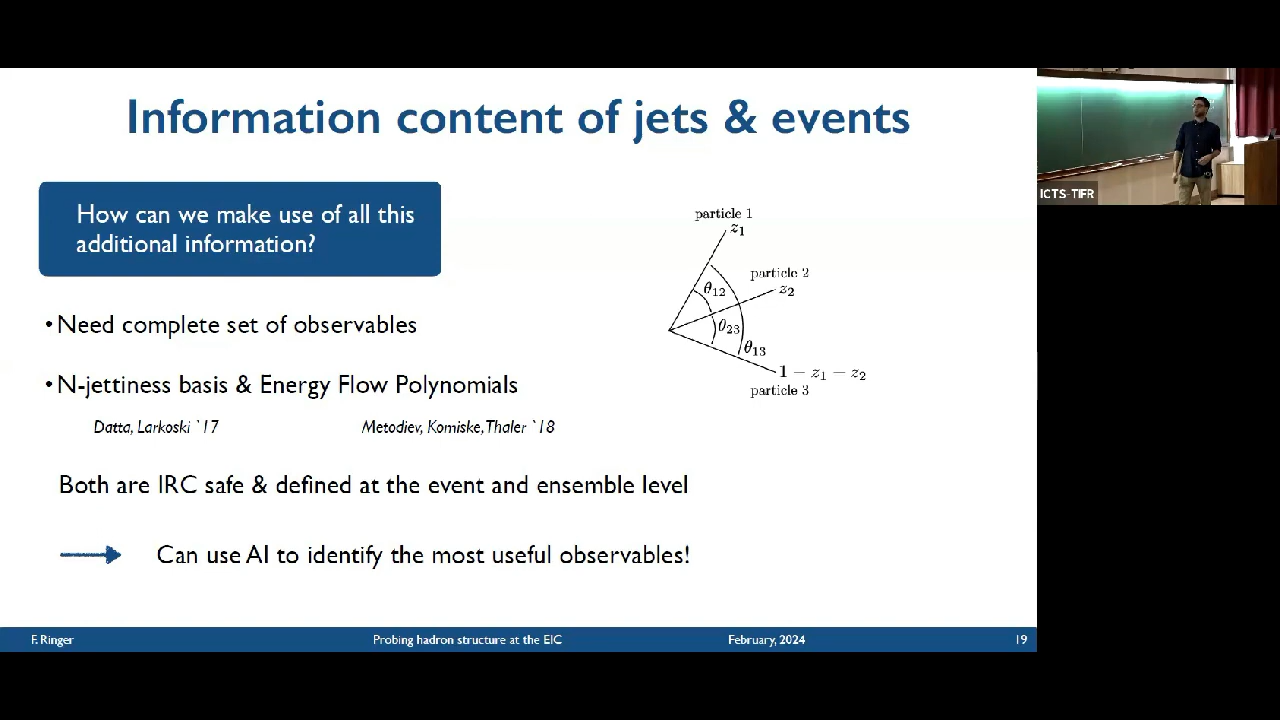 Information content of jets & events
How can we make use of all this
additional information?
• Need complete set of observables
• N-jettiness basis & Energy Flow Polynomials
Datta, Larkoski `17
Metodiev, Komiske, Thaler `18
Both are IRC safe & defined at the event and ensemble level
Can use AI to identify the most useful observables!
particle 1
z₁
particle 2
z₂
θ₁₂
θ₂₃
θ₁₃
1 − z₁ − z₂
particle 3
F. Ringer
Probing hadron structure at the EIC
February, 2024
19
ICTS-TIFR